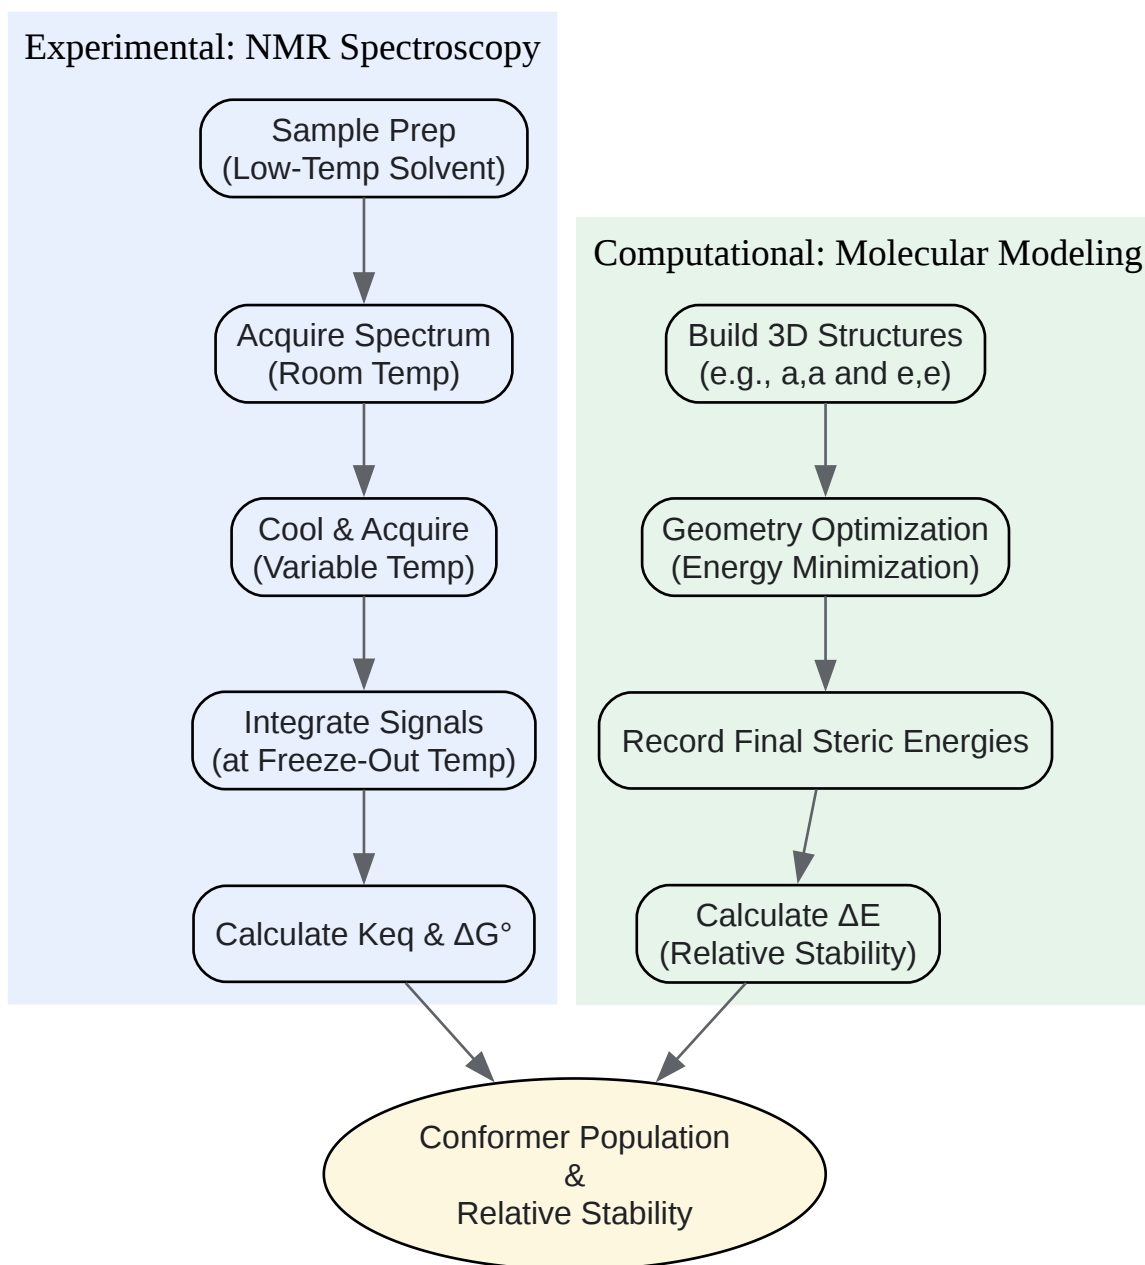 Experimental: NMR Spectroscopy
Sample Prep
(Low-Temp Solvent)
Acquire Spectrum
(Room Temp)
Cool & Acquire
(Variable Temp)
Integrate Signals
(at Freeze-Out Temp)
Calculate Keq & ΔG°
Computational: Molecular Modeling
Build 3D Structures
(e.g., a,a and e,e)
Geometry Optimization
(Energy Minimization)
Record Final Steric Energies
Calculate ΔE
(Relative Stability)
Conformer Population
&
Relative Stability